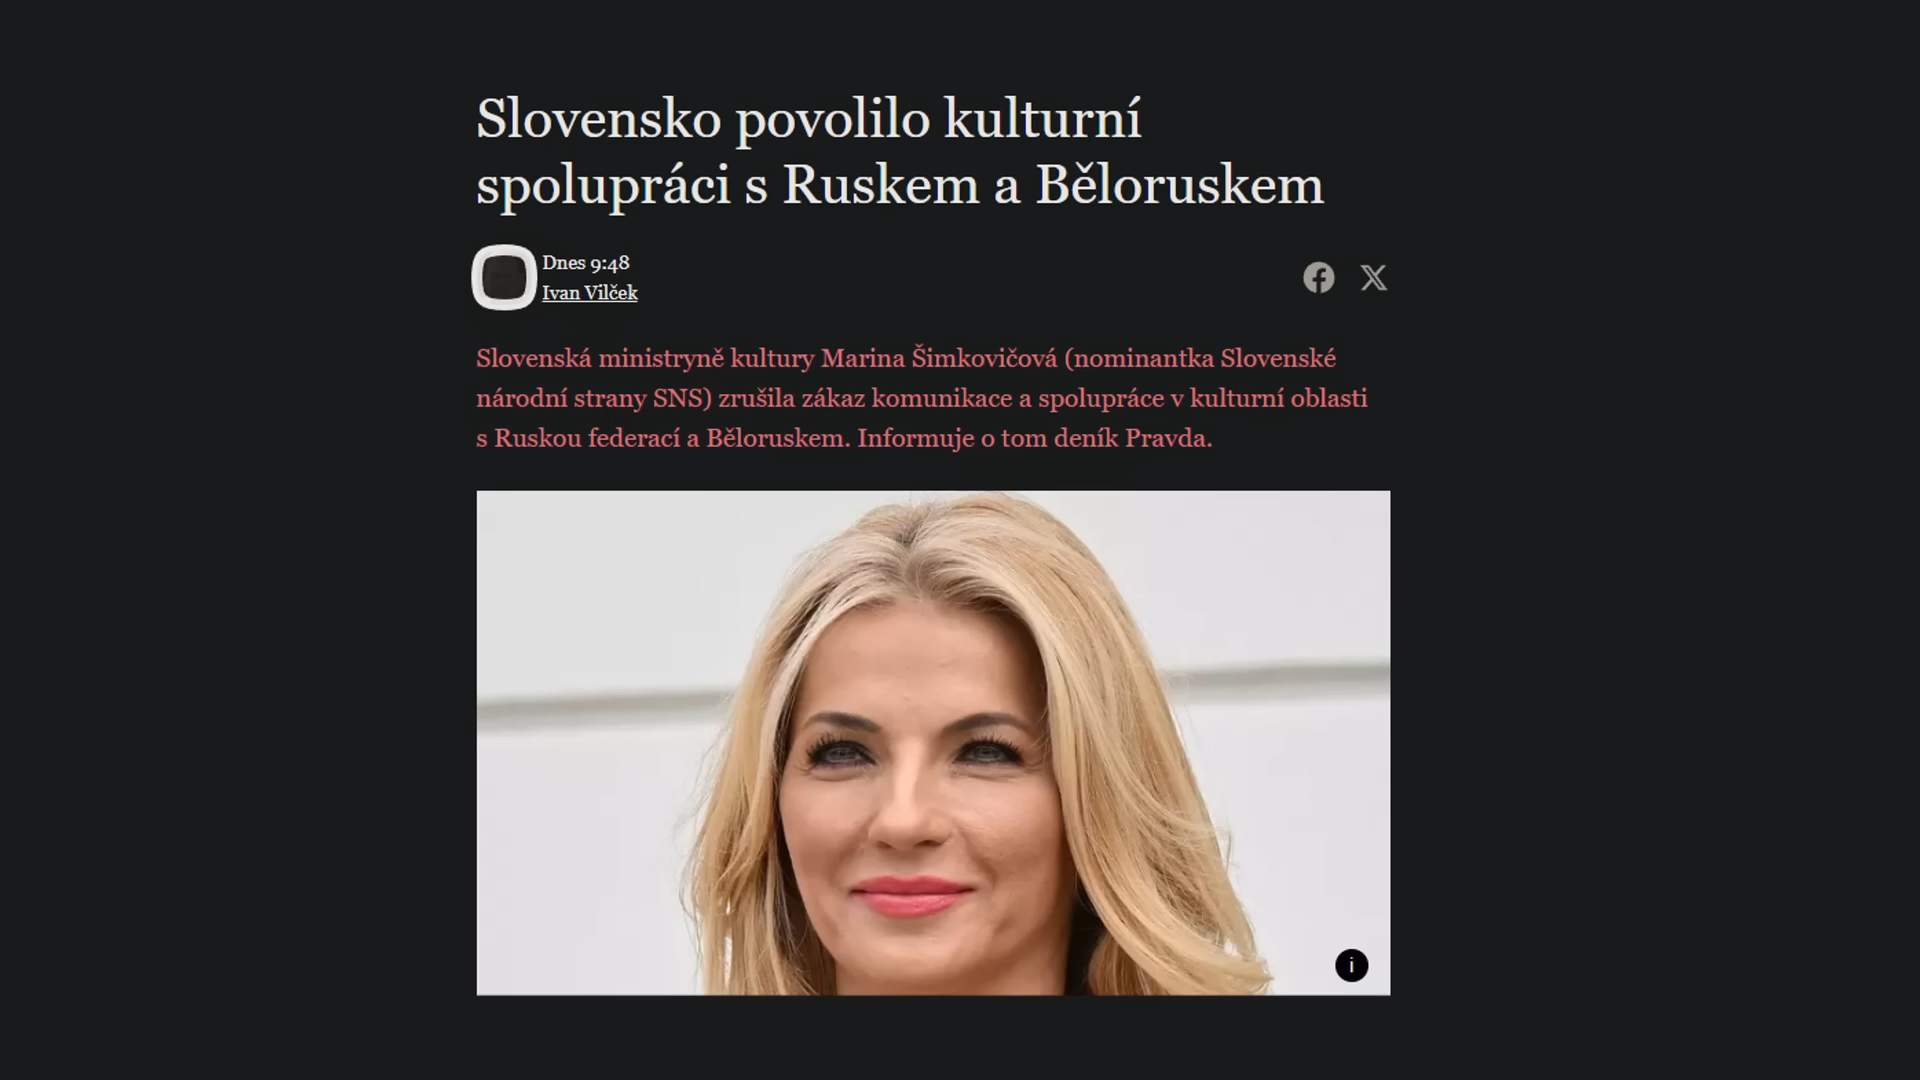 Slovensko povolilo kulturní
spolupráci s Ruskem a Běloruskem
Dnes 9:48
Ivan Vilček
Slovenská ministryně kultury Marina Šimkovičová (nominantka Slovenské
národní strany SNS) zrušila zákaz komunikace a spolupráce v kulturní oblasti
s Ruskou federací a Běloruskem. Informuje o tom deník Pravda.
i